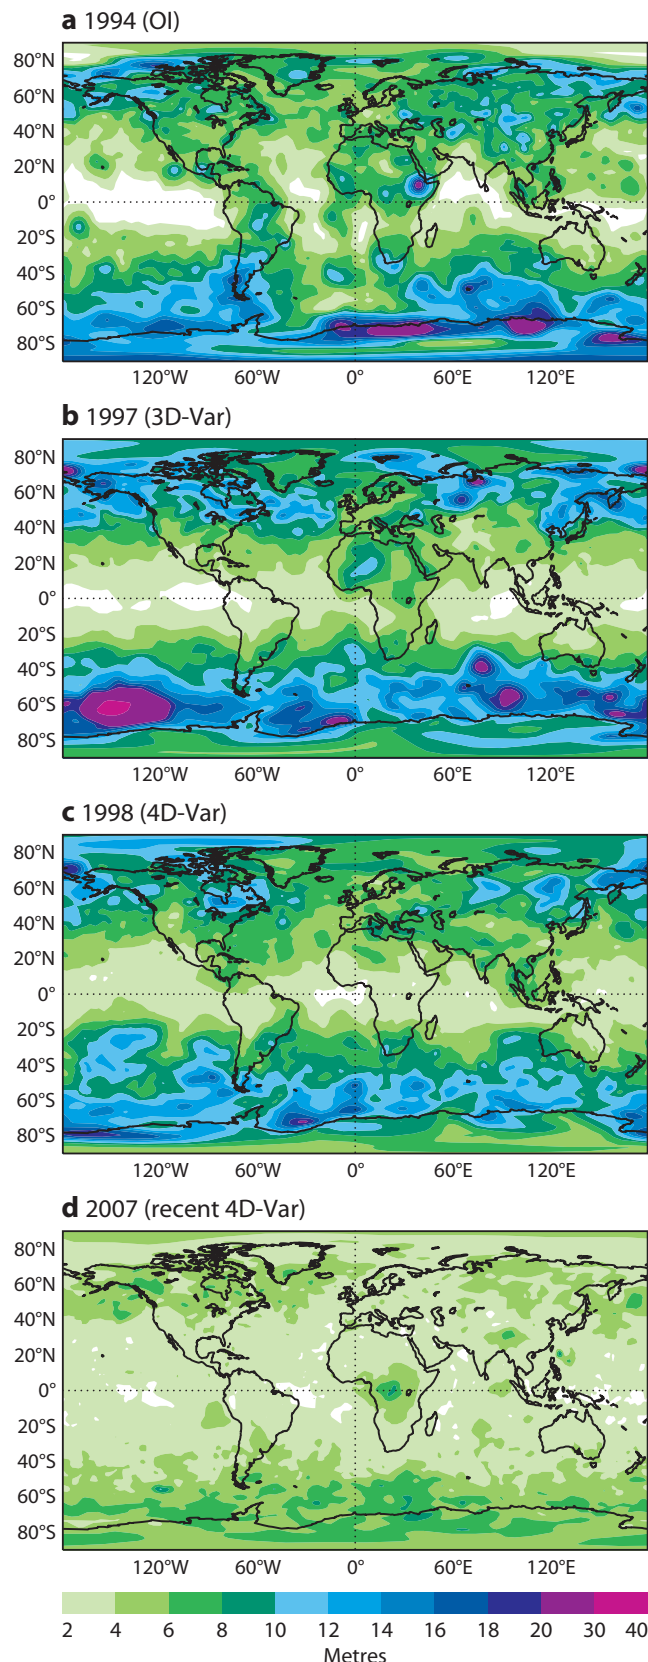 a 1994 (OI)
80°N
60°N
40°N
20°N
0°
20°S
40°S
60°S
80°S
120°W 60°W 0° 60°E 120°E
b 1997 (3D-Var)
80°N
60°N
40°N
20°N
0°
20°S
40°S
60°S
80°S
120°W 60°W 0° 60°E 120°E
c 1998 (4D-Var)
80°N
60°N
40°N
20°N
0°
20°S
40°S
60°S
80°S
120°W 60°W 0° 60°E 120°E
d 2007 (recent 4D-Var)
80°N
60°N
40°N
20°N
0°
20°S
40°S
60°S
80°S
120°W 60°W 0° 60°E 120°E
2 4 6 8 10 12 14 16 18 20 30 40
Metres